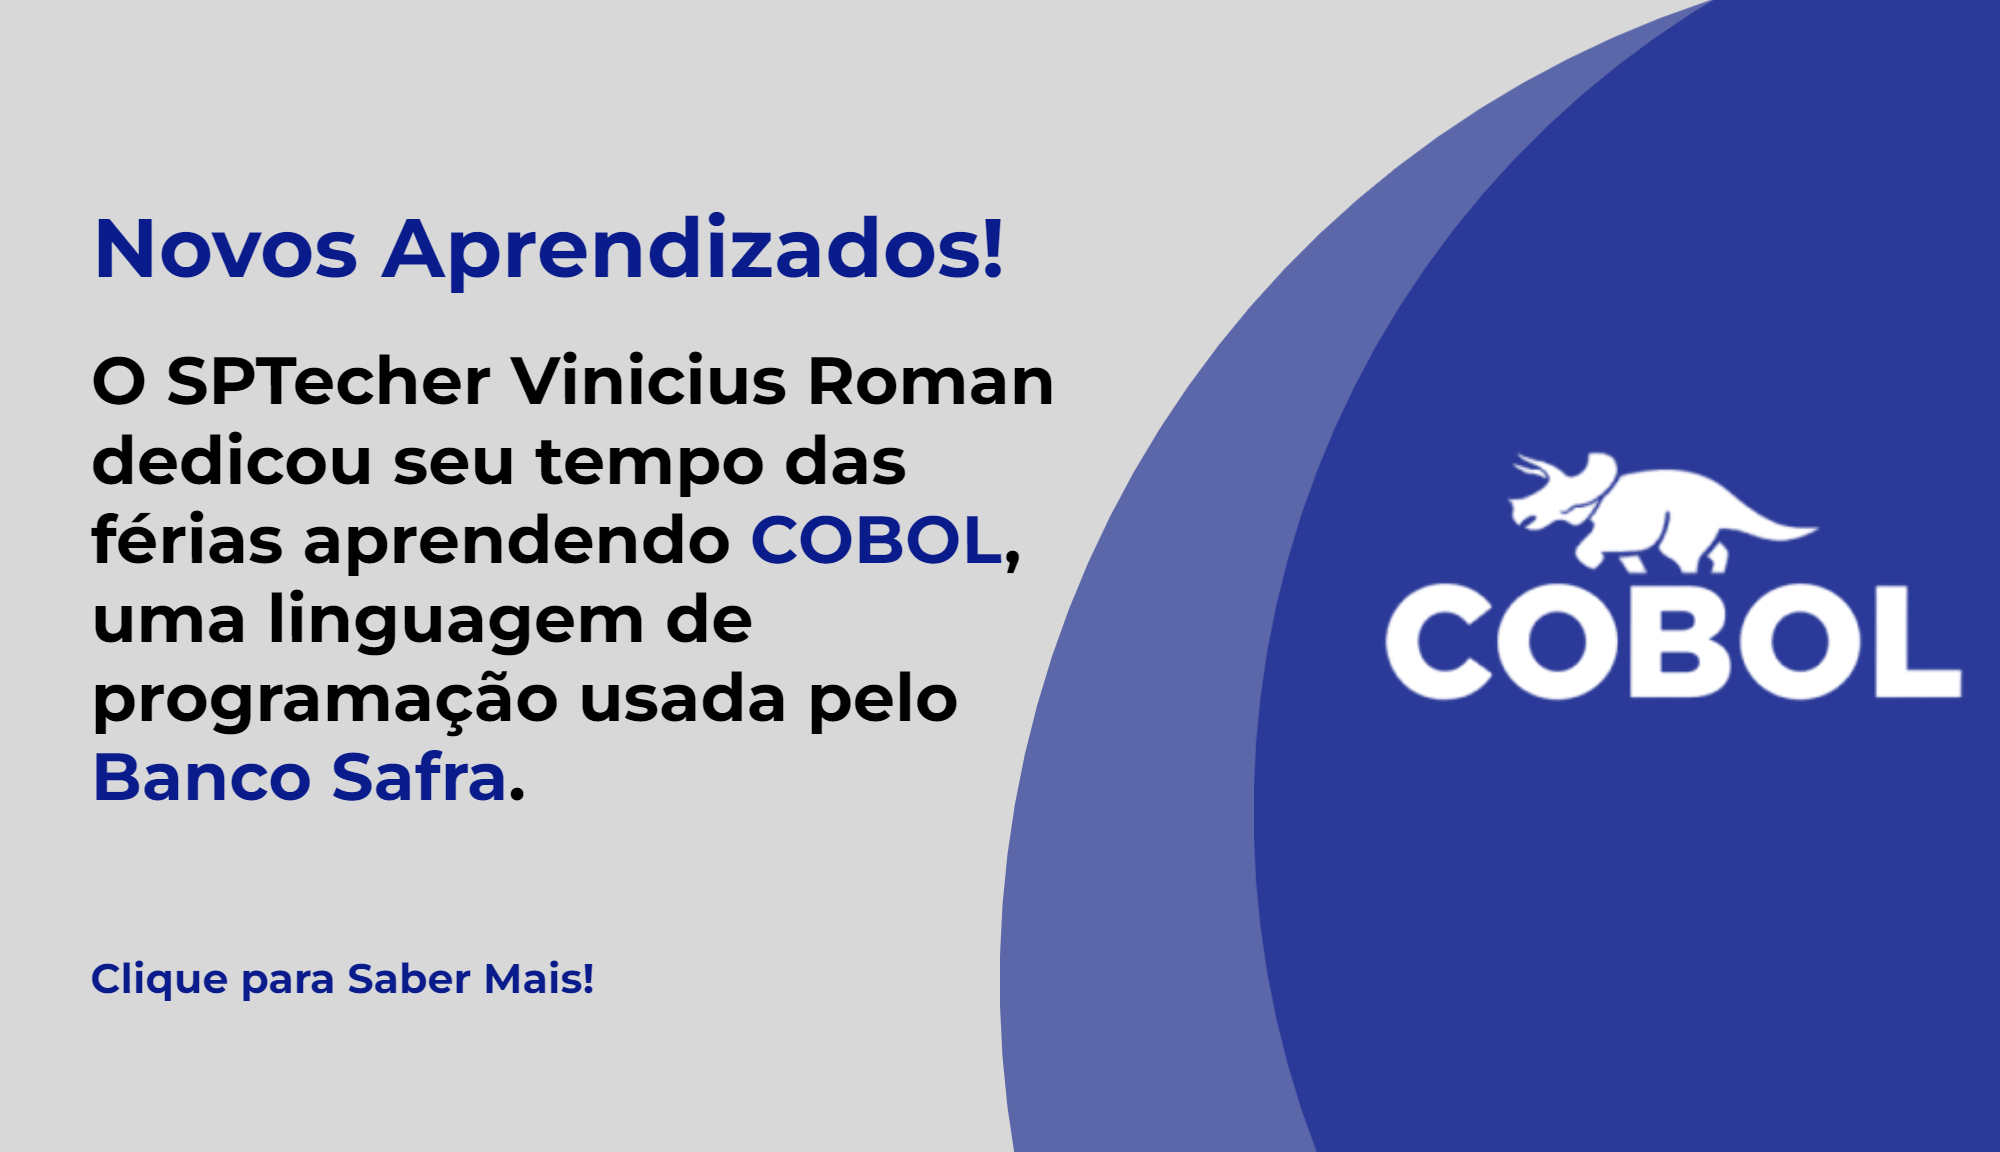 Novos Aprendizados!
O SPTecher Vinicius Roman
dedicou seu tempo das
férias aprendendo COBOL,
uma linguagem de
programação usada pelo
Banco Safra.
Clique para Saber Mais!
COBOL